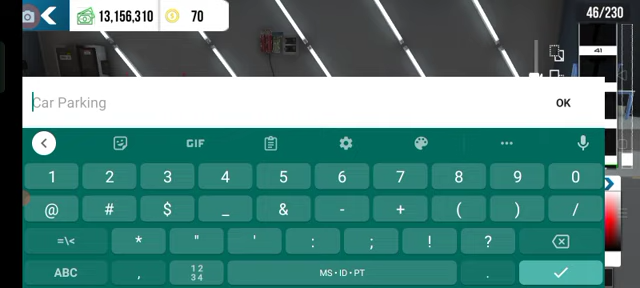 13,156,310 70 46/230
Car Parking OK
GIF
1 2 3 4 5 6 7 8 9 0
@ # $ _ & - + ( ) /
=\< * " ' : ; ! ?
ABC , 12 34 MS • ID • PT .